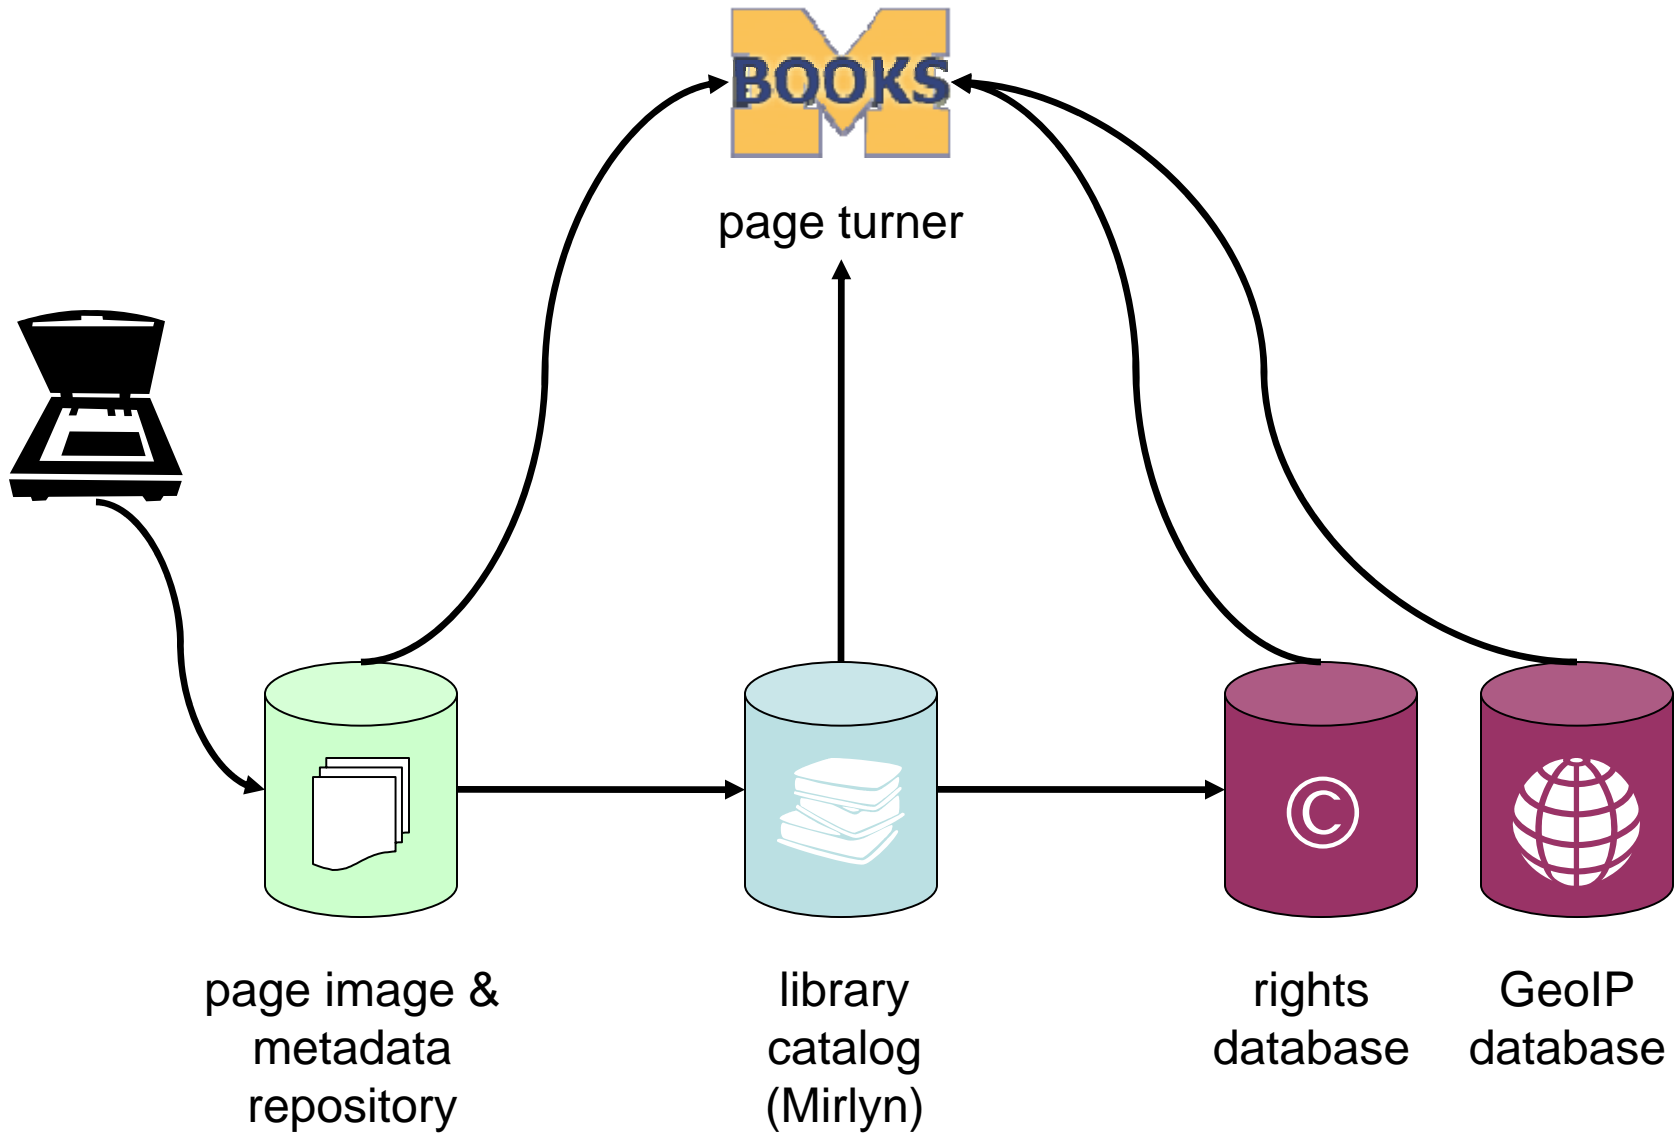 BOOKS
page turner
©
page image &
metadata
repository
library
catalog
(Mirlyn)
rights
database
GeoIP
database